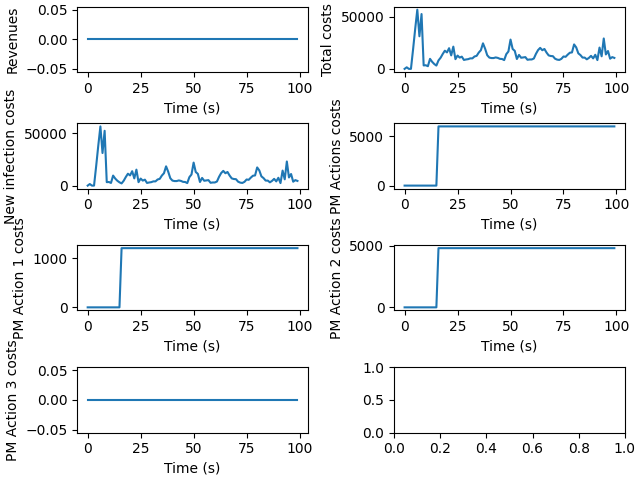 Revenues
0.05
0.00
−0.05
0 25 50 75 100
Time (s)
Total costs
50000
0
0 25 50 75 100
Time (s)
New infection costs
50000
0
0 25 50 75 100
Time (s)
PM Actions costs
5000
0
0 25 50 75 100
Time (s)
PM Action 1 costs
1000
0
0 25 50 75 100
Time (s)
PM Action 2 costs
5000
0
0 25 50 75 100
Time (s)
PM Action 3 costs
0.05
0.00
−0.05
0 25 50 75 100
Time (s)
1.0
0.5
0.0
0.0 0.2 0.4 0.6 0.8 1.0